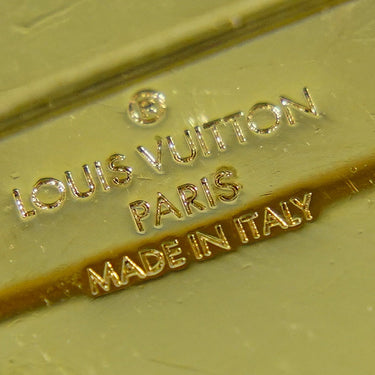 ®
LOUIS VUITTON
PARIS
MADE IN ITALY